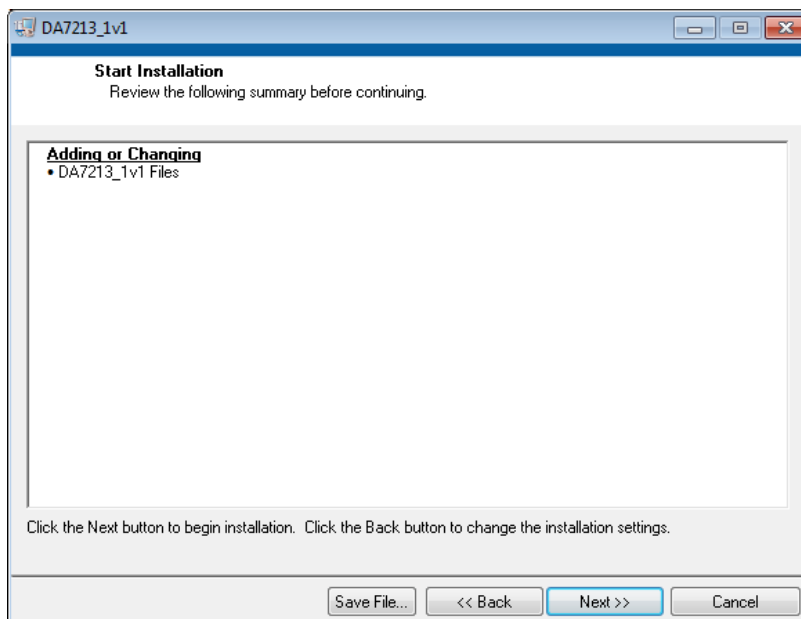 DA7213_1v1
Start Installation
Review the following summary before continuing.
Adding or Changing
• DA7213_1v1 Files
Click the Next button to begin installation.  Click the Back button to change the installation settings.
Save File... << Back Next >> Cancel